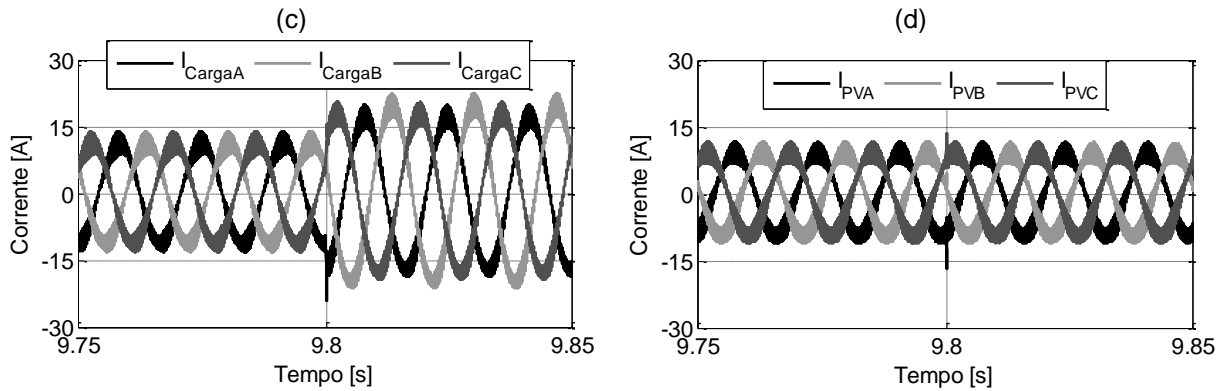 (c)
I_CargaA I_CargaB I_CargaC
30
15
0
-15
-30
Corrente [A]
9.75 9.8 9.85
Tempo [s]
(d)
I_PVA I_PVB I_PVC
30
15
0
-15
-30
Corrente [A]
9.75 9.8 9.85
Tempo [s]